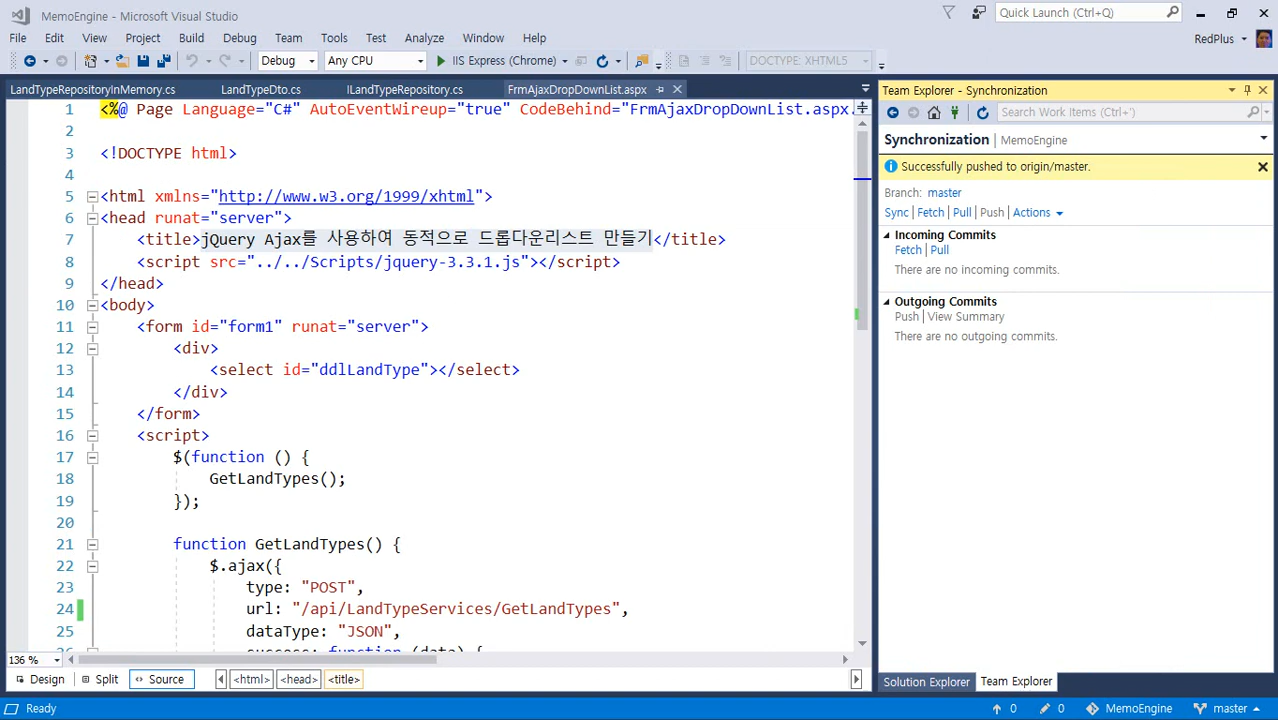 MemoEngine - Microsoft Visual Studio
Quick Launch (Ctrl+Q)
File Edit View Project Build Debug Team Tools Test Analyze Window Help
RedPlus
Debug Any CPU IIS Express (Chrome) DOCTYPE: XHTML5
LandTypeRepositoryInMemory.cs LandTypeDto.cs ILandTypeRepository.cs FrmAjaxDropDownList.aspx
1 <%@ Page Language="C#" AutoEventWireup="true" CodeBehind="FrmAjaxDropDownList.aspx.
2
3 <!DOCTYPE html>
4
5 <html xmlns="http://www.w3.org/1999/xhtml">
6 <head runat="server">
7 <title>jQuery Ajax를 사용하여 동적으로 드롭다운리스트 만들기</title>
8 <script src="../../Scripts/jquery-3.3.1.js"></script>
9 </head>
10 <body>
11 <form id="form1" runat="server">
12 <div>
13 <select id="ddlLandType"></select>
14 </div>
15 </form>
16 <script>
17 $(function () {
18 GetLandTypes();
19 });
20
21 function GetLandTypes() {
22 $.ajax({
23 type: "POST",
24 url: "/api/LandTypeServices/GetLandTypes",
25 dataType: "JSON",
26 success: function (data) {
136 %
Design Split Source <html> <head> <title>
Team Explorer - Synchronization
Search Work Items (Ctrl+')
Synchronization | MemoEngine
Successfully pushed to origin/master.
Branch: master
Sync Fetch Pull Push Actions
Incoming Commits
Fetch | Pull
There are no incoming commits.
Outgoing Commits
Push | View Summary
There are no outgoing commits.
Solution Explorer Team Explorer
Ready 0 0 MemoEngine master